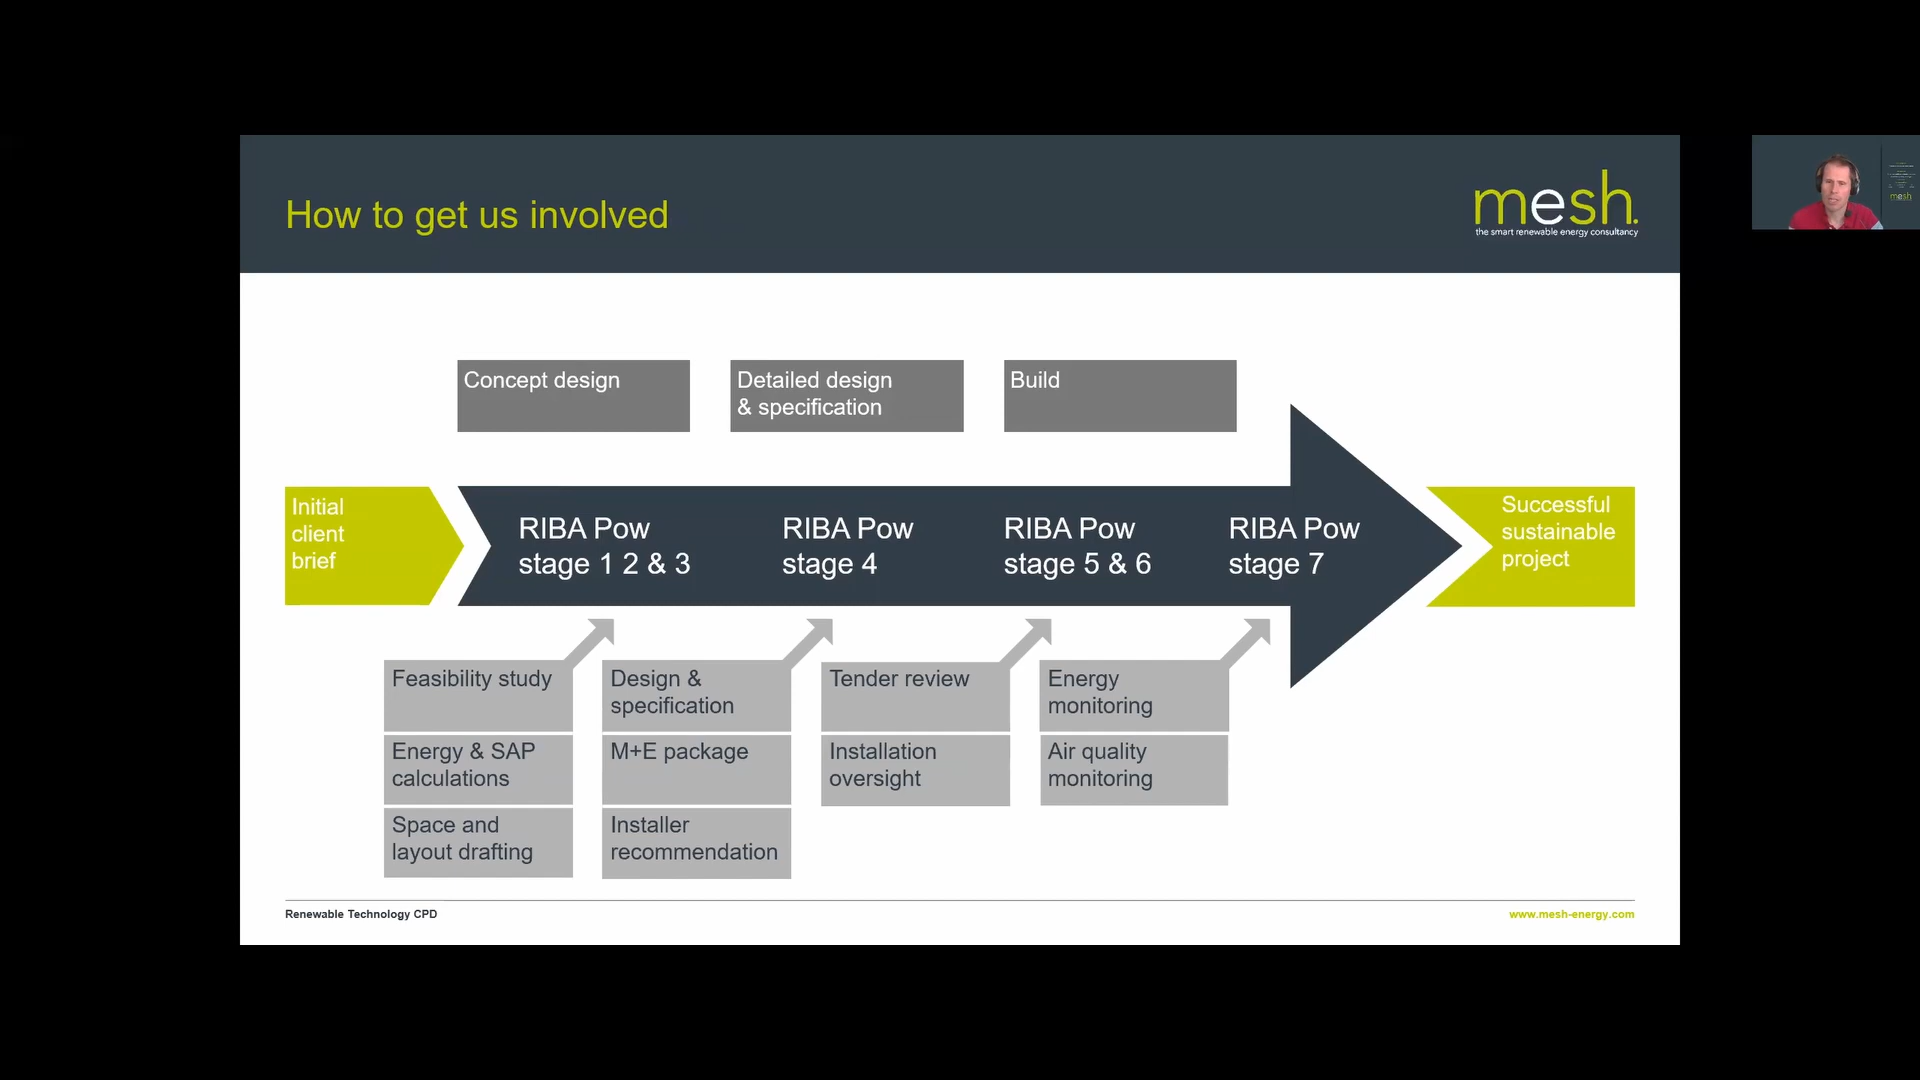 How to get us involved
mesh.
the smart renewable energy consultancy
Concept design
Detailed design
& specification
Build
Initial
client
brief
RIBA Pow
stage 1 2 & 3
RIBA Pow
stage 4
RIBA Pow
stage 5 & 6
RIBA Pow
stage 7
Successful
sustainable
project
Feasibility study
Energy & SAP
calculations
Space and
layout drafting
Design &
specification
M+E package
Installer
recommendation
Tender review
Installation
oversight
Energy
monitoring
Air quality
monitoring
Renewable Technology CPD
www.mesh-energy.com
mesh